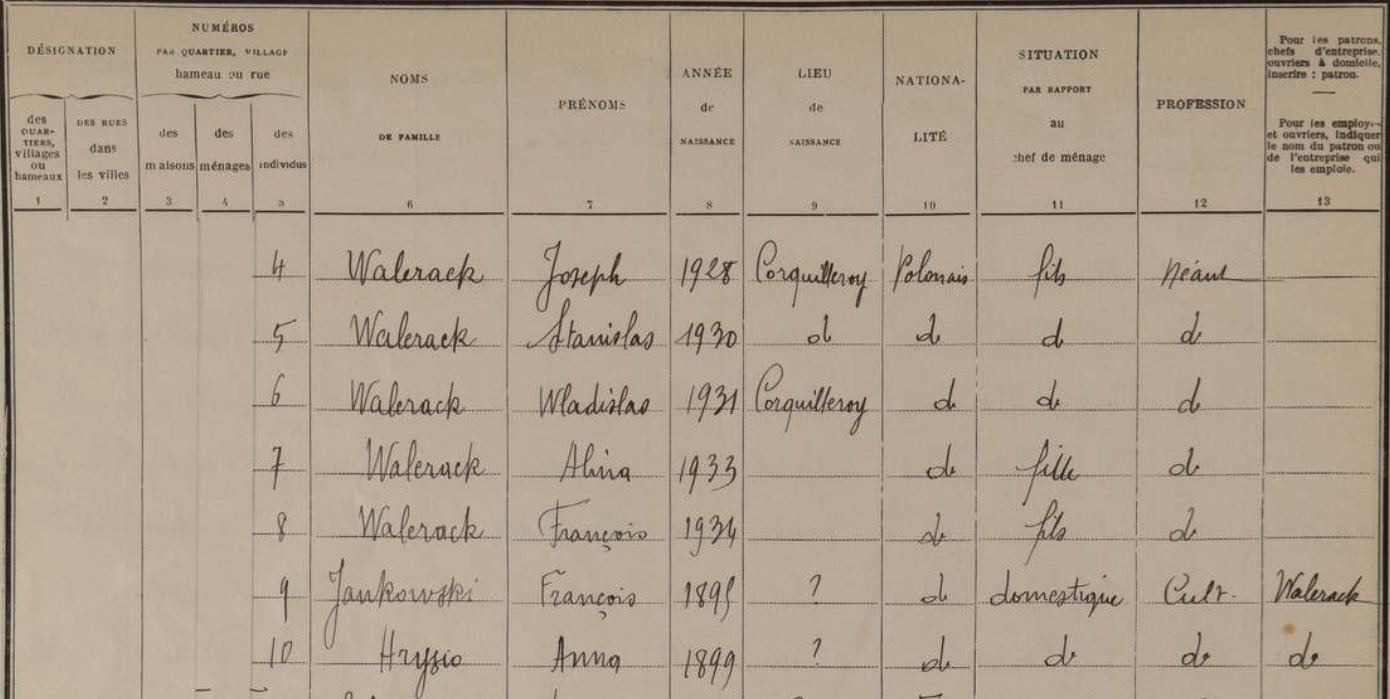 DÉSIGNATION
des QUARTIERS, villages ou hameaux
DES RUES dans les villes
NUMÉROS
PAR QUARTIER, VILLAGE
hameau ou rue
des maisons
des ménages
des individus
NOMS
DE FAMILLE
PRÉNOMS
ANNÉE de NAISSANCE
LIEU de NAISSANCE
NATIONA-
LITÉ
SITUATION
PAR RAPPORT
au
chef de ménage
PROFESSION
Pour les patrons,
chefs d'entreprise,
ouvriers à domicile,
inscrire : patron.
Pour les employés
et ouvriers, indiquer
le nom du patron ou
de l'entreprise qui
les emploie.
1 2 3 4 5 6 7 8 9 10 11 12 13
4 Walerack Joseph 1928 Corquilleroy Polonais fils Néant
5 Walerack Stanislas 1930 d d d d
6 Walerack Wladislas 1931 Corquilleroy d d d
7 Walerack Alina 1933 d fille d
8 Walerack François 1934 d fils d
9 Jankowski François 1895 ? d domestique Cult. Walerack
10 Hrysio Anna 1899 ? d d d d